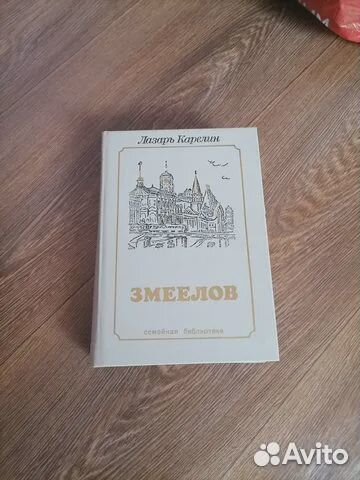 Лазарь Карелин
ЗМЕЕЛОВ
семейная библиотека
Avito